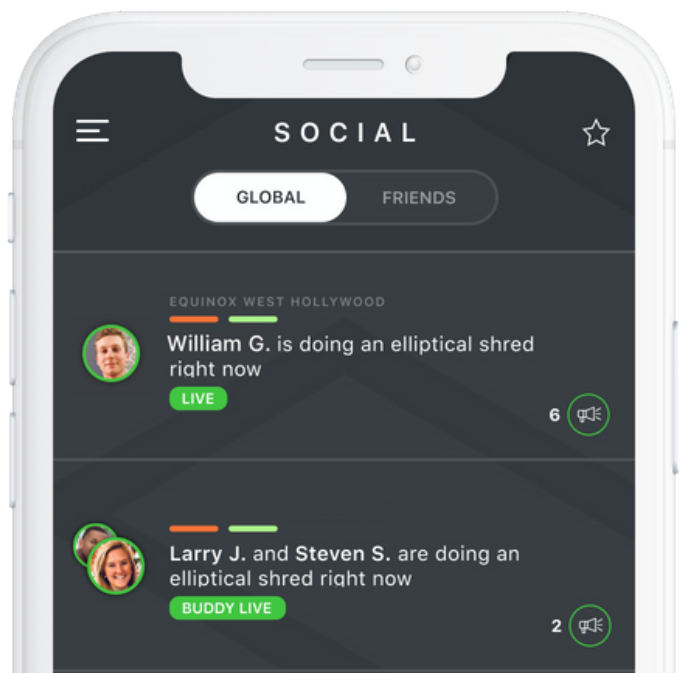 SOCIAL
GLOBAL
FRIENDS
EQUINOX WEST HOLLYWOOD
William G. is doing an elliptical shred
right now
LIVE
6
Larry J. and Steven S. are doing an
elliptical shred right now
BUDDY LIVE
2